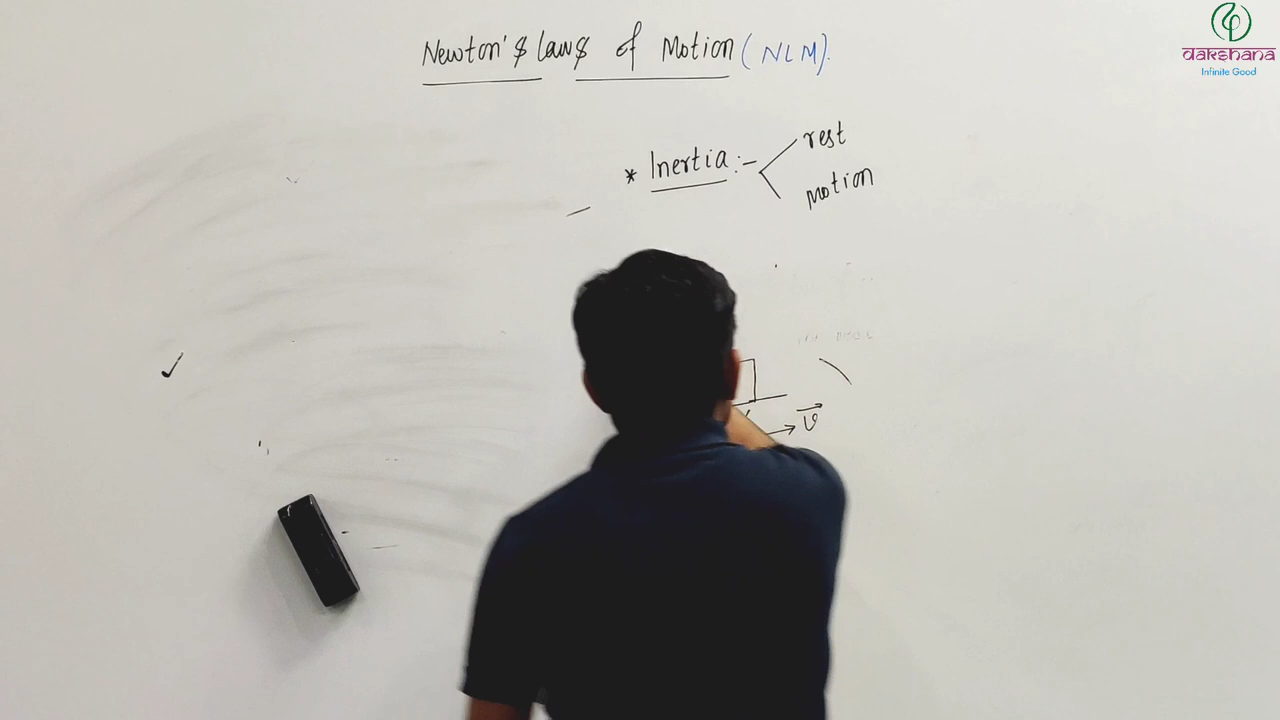 Newton's Laws of Motion (NLM).
dakshana
Infinite Good
* Inertia :- rest
motion
v